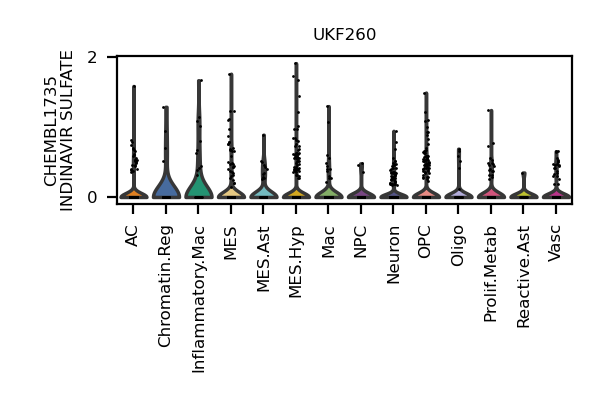 UKF260
CHEMBL1735
INDINAVIR SULFATE
2
0
AC
Chromatin.Reg
Inflammatory.Mac
MES
MES.Ast
MES.Hyp
Mac
NPC
Neuron
OPC
Oligo
Prolif.Metab
Reactive.Ast
Vasc